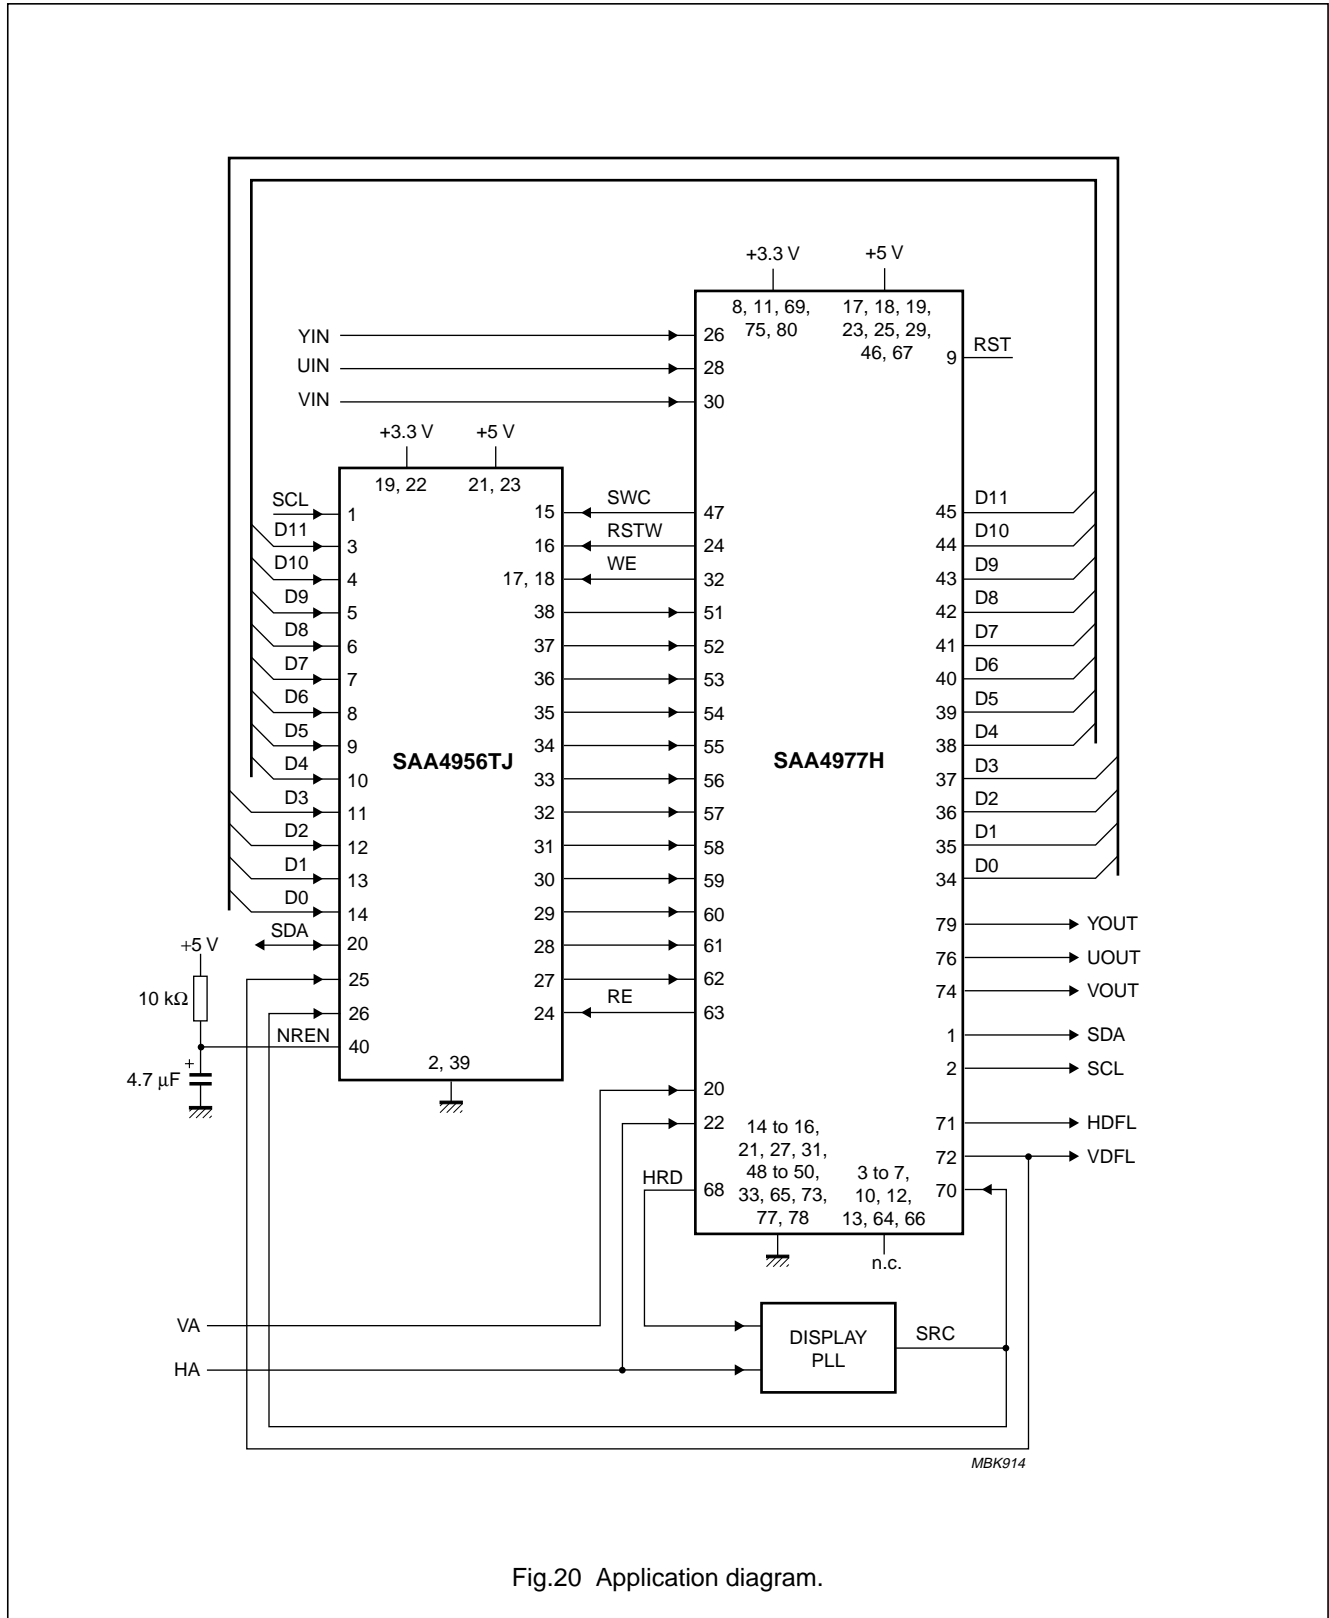 +3.3 V
+5 V
8, 11, 69,
75, 80
17, 18, 19,
23, 25, 29,
46, 67
YIN
26
UIN
28
VIN
30
9
RST
+3.3 V
+5 V
19, 22
21, 23
SCL
1
15
SWC
47
45
D11
D11
3
16
RSTW
24
44
D10
D10
4
17, 18
WE
32
43
D9
D9
5
38
51
42
D8
D8
6
37
52
41
D7
D7
7
36
53
40
D6
D6
8
35
54
39
D5
D5
9
34
55
38
D4
SAA4956TJ
SAA4977H
D4
10
33
56
37
D3
D3
11
32
57
36
D2
D2
12
31
58
35
D1
D1
13
30
59
34
D0
D0
14
29
60
79
YOUT
SDA
20
28
61
76
UOUT
+5 V
25
27
62
74
VOUT
10 kΩ
26
24
RE
63
1
SDA
NREN
40
2, 39
2
SCL
+
4.7 μF
20
22
71
HDFL
72
VDFL
HRD
68
70
14 to 16,
21, 27, 31,
48 to 50,
33, 65, 73,
77, 78
3 to 7,
10, 12,
13, 64, 66
n.c.
VA
HA
DISPLAY
PLL
SRC
MBK914
Fig.20 Application diagram.